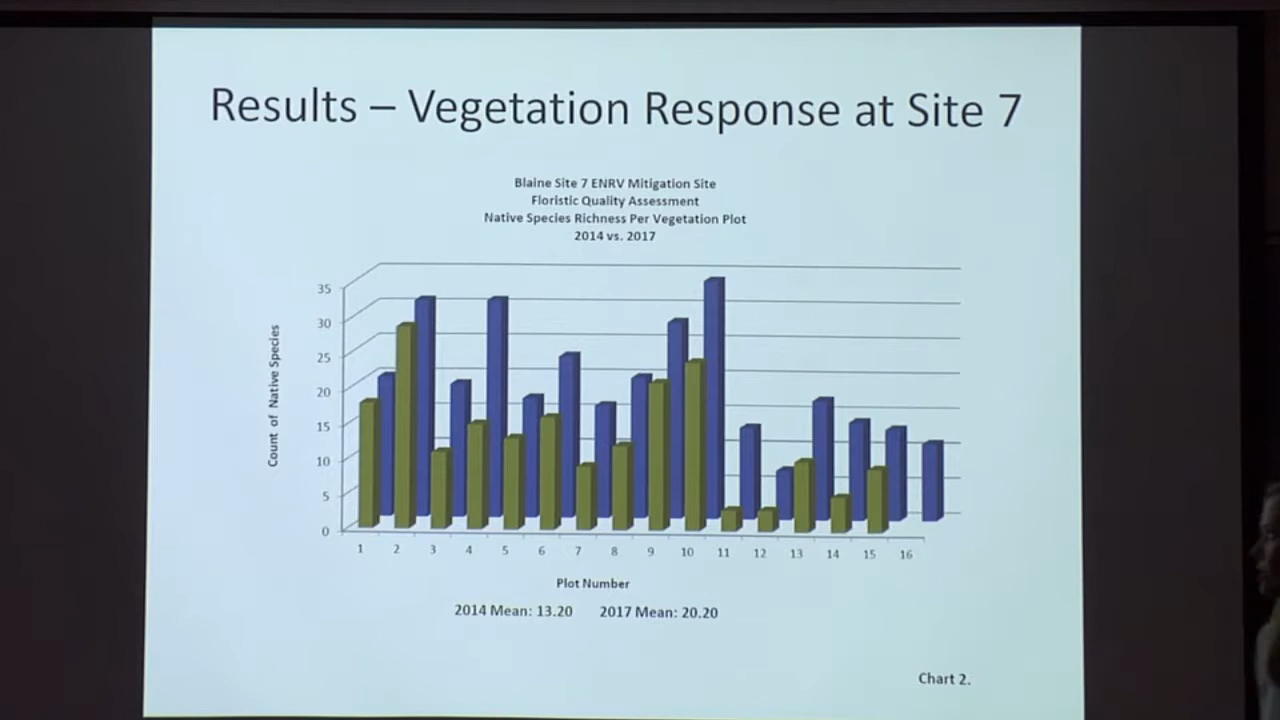 Results – Vegetation Response at Site 7
Blaine Site 7 ENRV Mitigation Site
Floristic Quality Assessment
Native Species Richness Per Vegetation Plot
2014 vs. 2017
Count of Native Species
35
30
25
20
15
10
5
0
1 2 3 4 5 6 7 8 9 10 11 12 13 14 15 16
Plot Number
2014 Mean: 13.20 2017 Mean: 20.20
Chart 2.